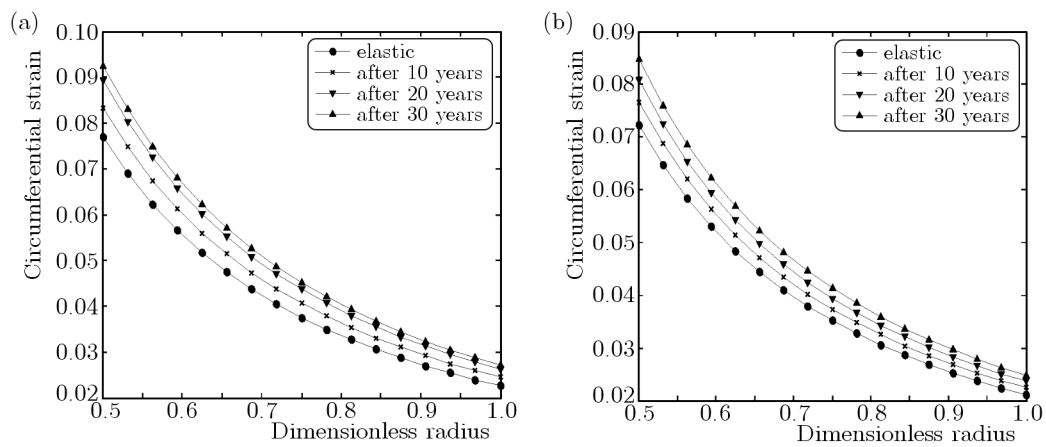 (a)
Circumferential strain
0.10
0.09
0.08
0.07
0.06
0.05
0.04
0.03
0.02
elastic
after 10 years
after 20 years
after 30 years
0.5 0.6 0.7 0.8 0.9 1.0
Dimensionless radius
(b)
Circumferential strain
0.09
0.08
0.07
0.06
0.05
0.04
0.03
0.02
elastic
after 10 years
after 20 years
after 30 years
0.5 0.6 0.7 0.8 0.9 1.0
Dimensionless radius